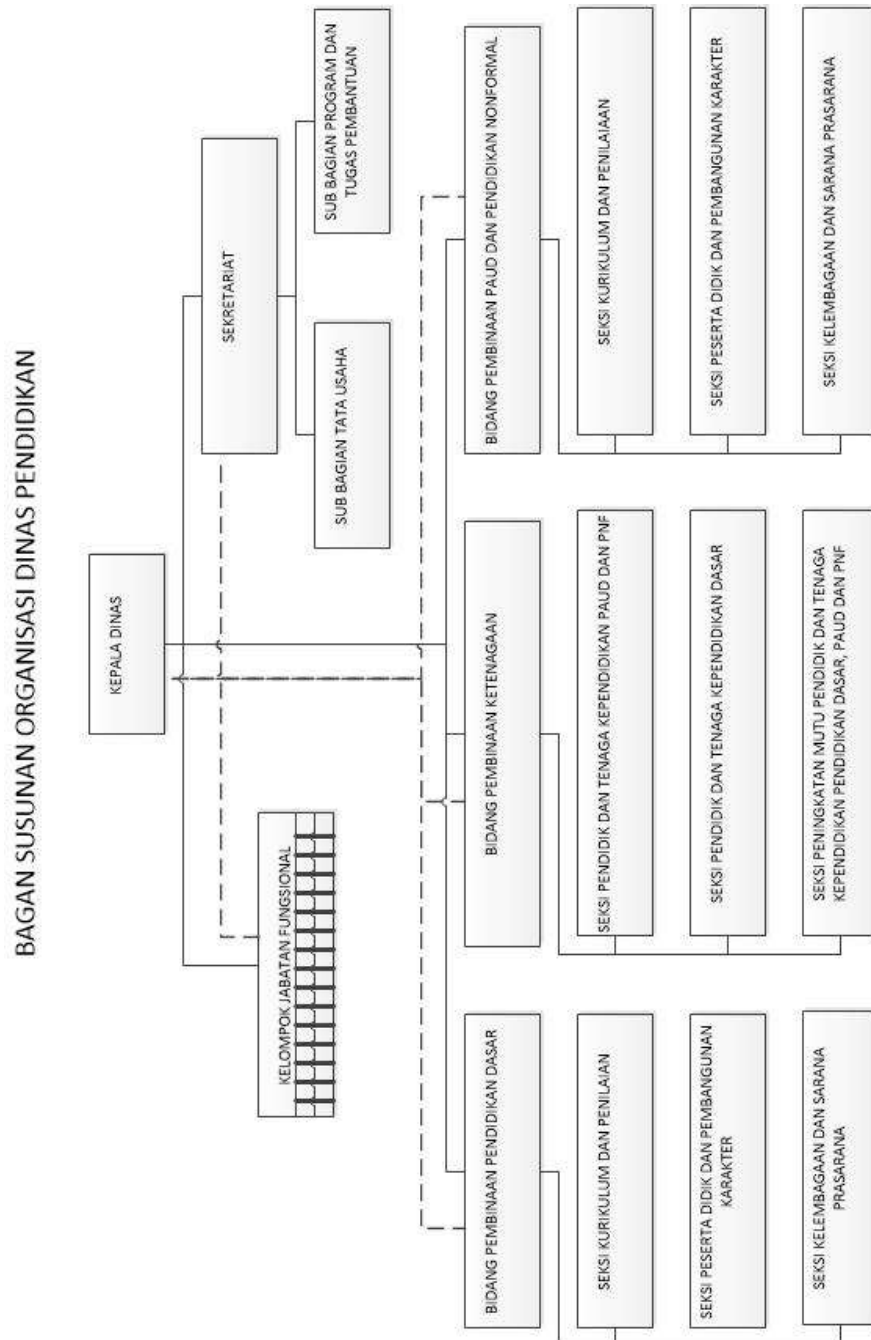 BAGAN SUSUNAN ORGANISASI DINAS PENDIDIKAN
KEPALA DINAS
SEKRETARIAT
KELOMPOK JABATAN FUNGSIONAL
SUB BAGIAN TATA USAHA
SUB BAGIAN PROGRAM DAN
TUGAS PEMBANTUAN
BIDANG PEMBINAAN PENDIDIKAN DASAR
SEKSI KURIKULUM DAN PENILAIAN
SEKSI PESERTA DIDIK DAN PEMBANGUNAN
KARAKTER
SEKSI KELEMBAGAAN DAN SARANA
PRASARANA
BIDANG PEMBINAAN KETENAGAAN
SEKSI PENDIDIK DAN TENAGA KEPENDIDIKAN PAUD DAN PNF
SEKSI PENDIDIK DAN TENAGA KEPENDIDIKAN DASAR
SEKSI PENINGKATAN MUTU PENDIDIK DAN TENAGA
KEPENDIDIKAN PENDIDIKAN DASAR, PAUD DAN PNF
BIDANG PEMBINAAN PAUD DAN PENDIDIKAN NONFORMAL
SEKSI KURIKULUM DAN PENILAIAAN
SEKSI PESERTA DIDIK DAN PEMBANGUNAN KARAKTER
SEKSI KELEMBAGAAN DAN SARANA PRASARANA